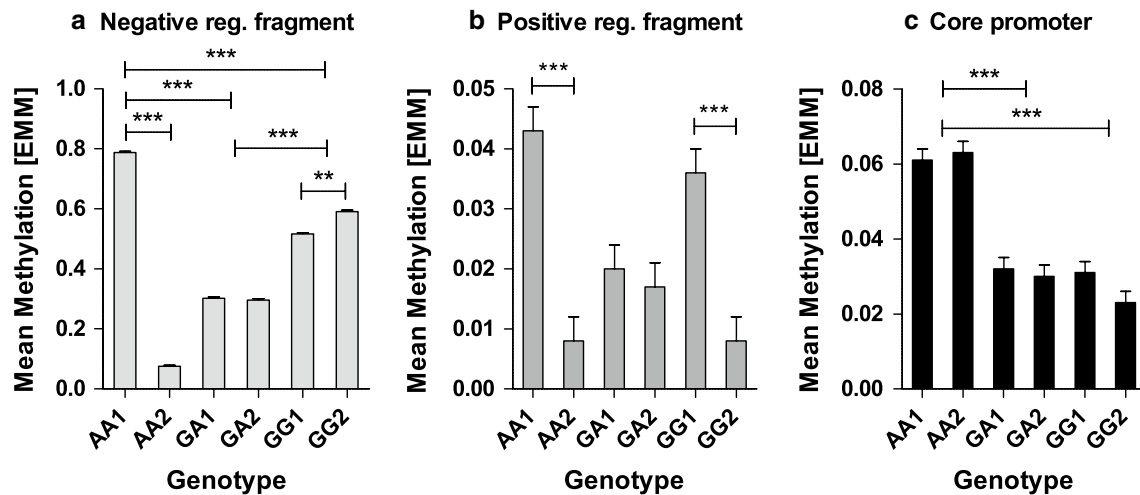 a Negative reg. fragment
Mean Methylation [EMM]
1.0
0.8
0.6
0.4
0.2
0.0
***
***
***
***
**
AA1 AA2 GA1 GA2 GG1 GG2
Genotype
b Positive reg. fragment
Mean Methylation [EMM]
0.05
0.04
0.03
0.02
0.01
0.00
***
***
AA1 AA2 GA1 GA2 GG1 GG2
Genotype
c Core promoter
Mean Methylation [EMM]
0.08
0.06
0.04
0.02
0.00
***
***
AA1 AA2 GA1 GA2 GG1 GG2
Genotype